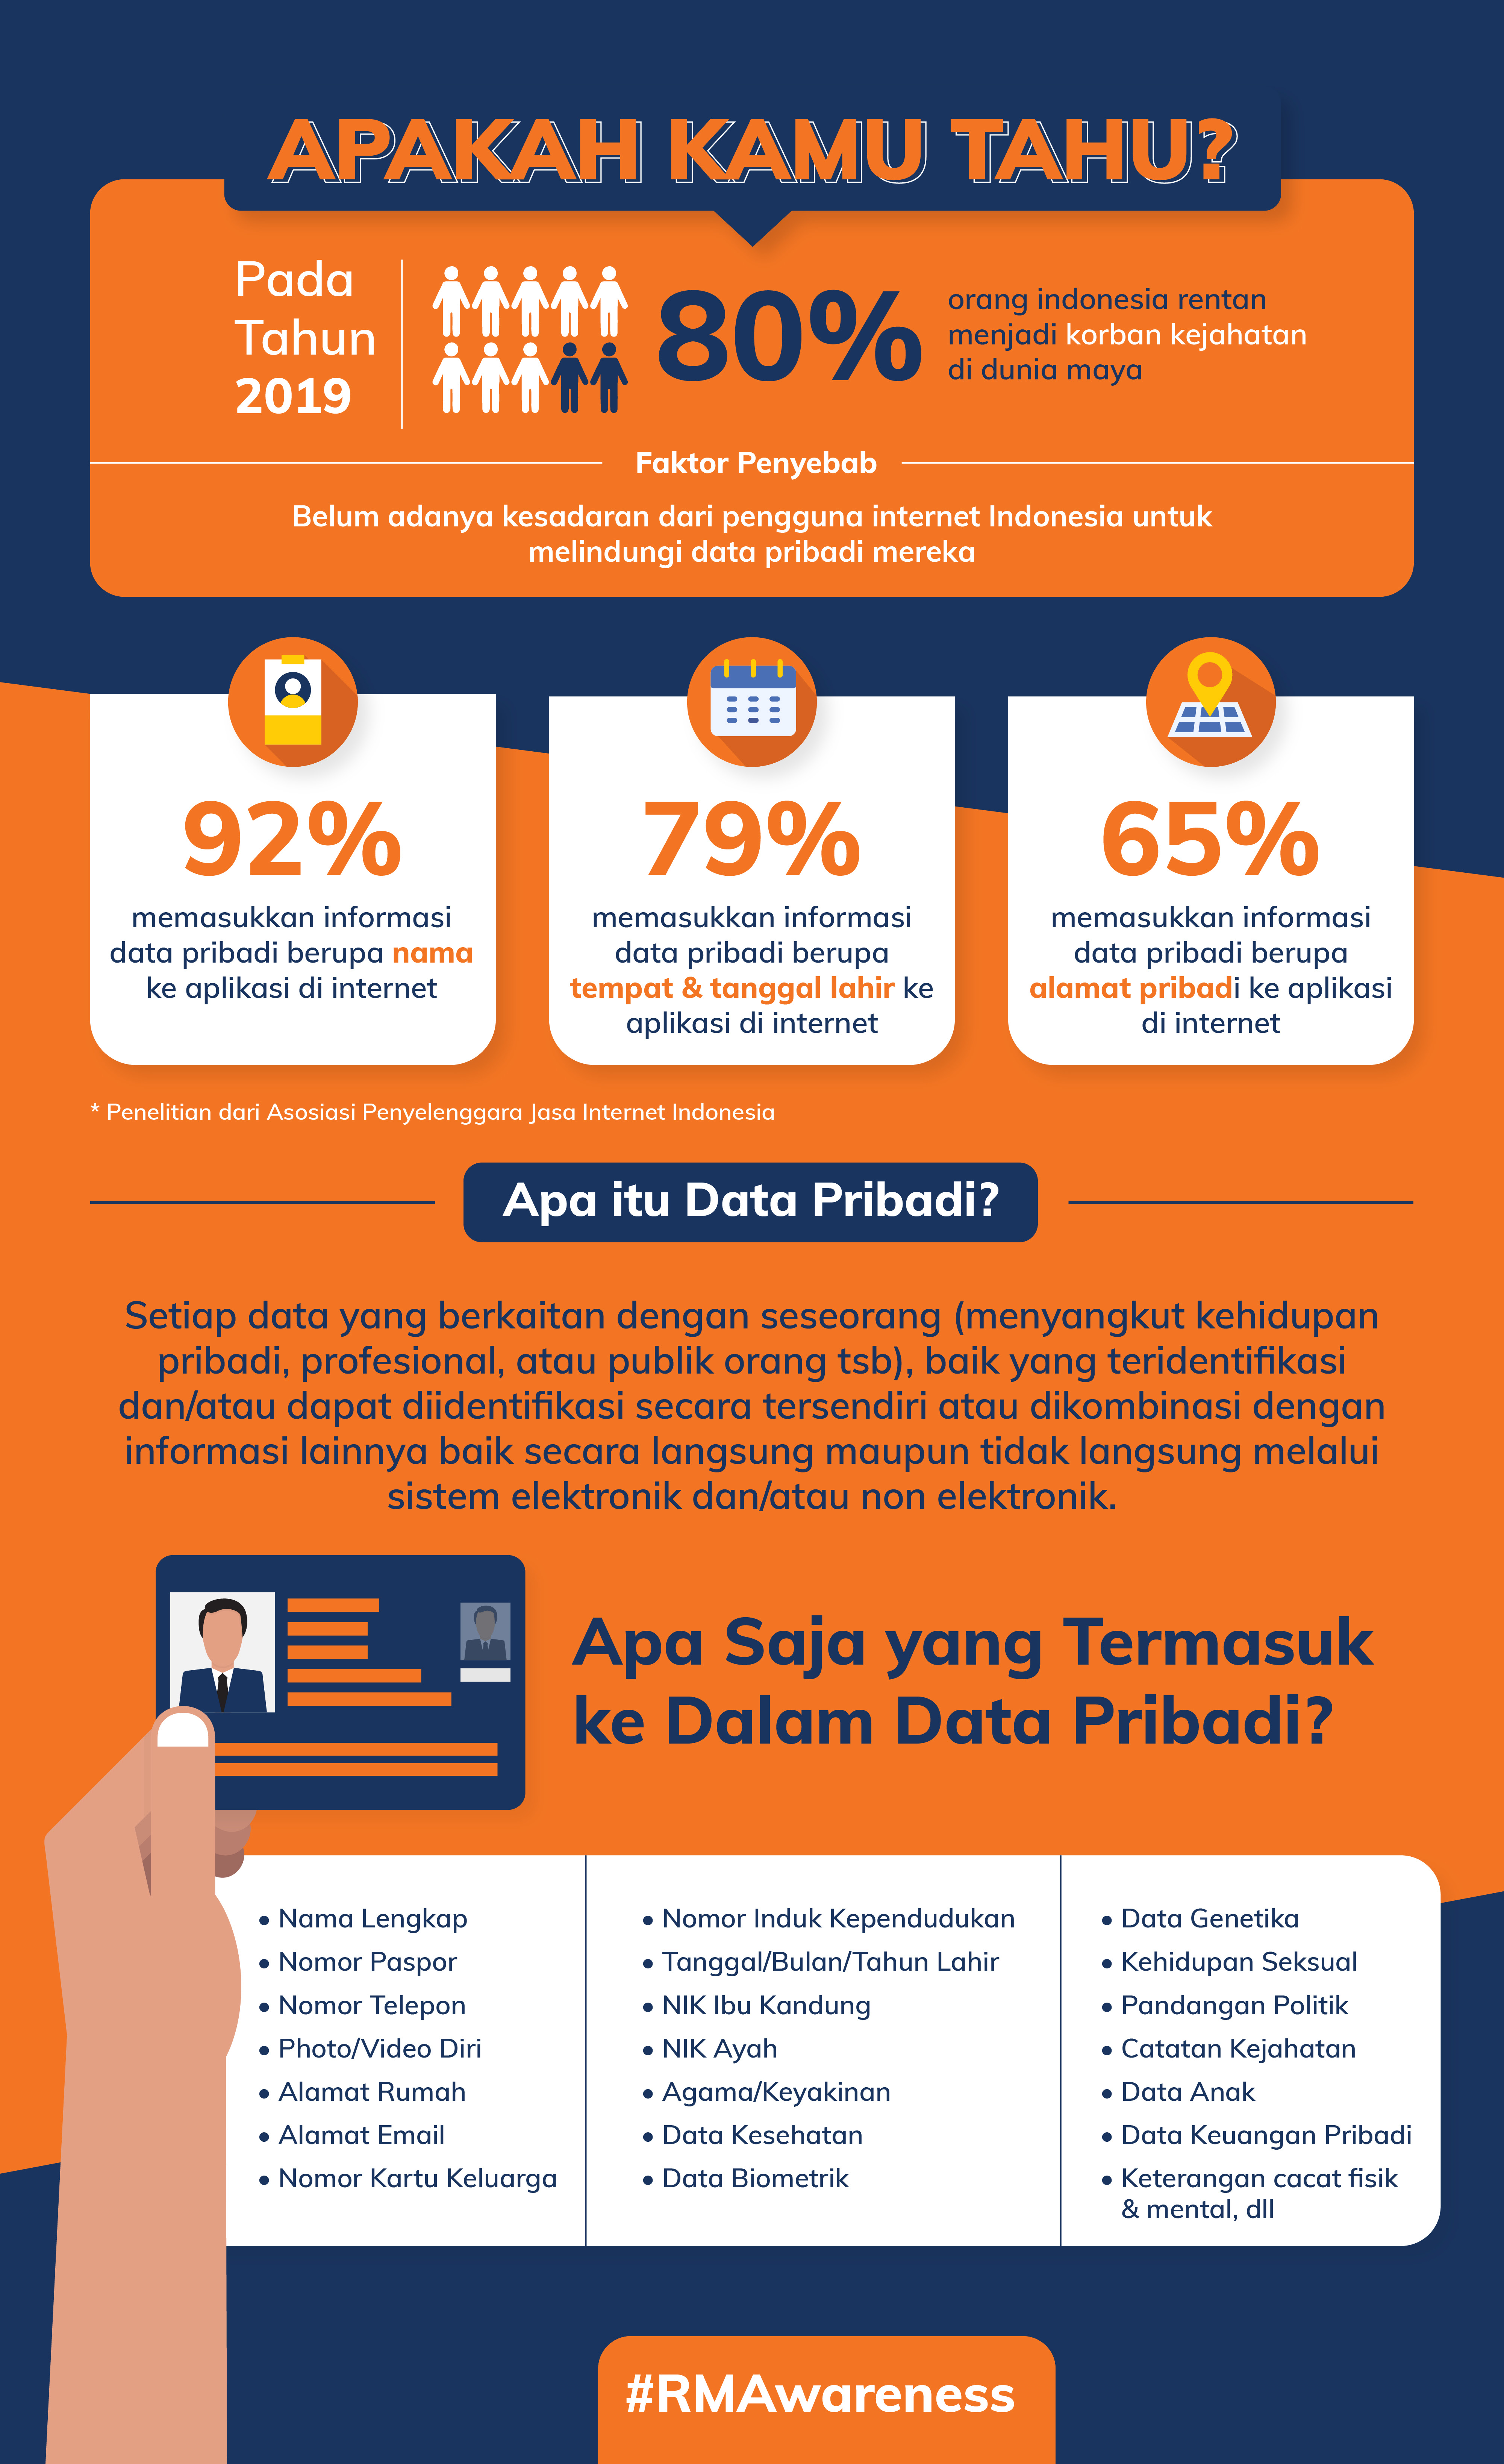 APAKAH KAMU TAHU?
Pada
Tahun
2019
80%
orang indonesia rentan
menjadi korban kejahatan
di dunia maya
Faktor Penyebab
Belum adanya kesadaran dari pengguna internet Indonesia untuk
melindungi data pribadi mereka
92%
memasukkan informasi
data pribadi berupa nama
ke aplikasi di internet
79%
memasukkan informasi
data pribadi berupa
tempat & tanggal lahir ke
aplikasi di internet
65%
memasukkan informasi
data pribadi berupa
alamat pribadi ke aplikasi
di internet
* Penelitian dari Asosiasi Penyelenggara Jasa Internet Indonesia
Apa itu Data Pribadi?
Setiap data yang berkaitan dengan seseorang (menyangkut kehidupan
pribadi, profesional, atau publik orang tsb), baik yang teridentifikasi
dan/atau dapat diidentifikasi secara tersendiri atau dikombinasi dengan
informasi lainnya baik secara langsung maupun tidak langsung melalui
sistem elektronik dan/atau non elektronik.
Apa Saja yang Termasuk
ke Dalam Data Pribadi?
• Nama Lengkap
• Nomor Paspor
• Nomor Telepon
• Photo/Video Diri
• Alamat Rumah
• Alamat Email
• Nomor Kartu Keluarga
• Nomor Induk Kependudukan
• Tanggal/Bulan/Tahun Lahir
• NIK Ibu Kandung
• NIK Ayah
• Agama/Keyakinan
• Data Kesehatan
• Data Biometrik
• Data Genetika
• Kehidupan Seksual
• Pandangan Politik
• Catatan Kejahatan
• Data Anak
• Data Keuangan Pribadi
• Keterangan cacat fisik
& mental, dll
#RMAwareness